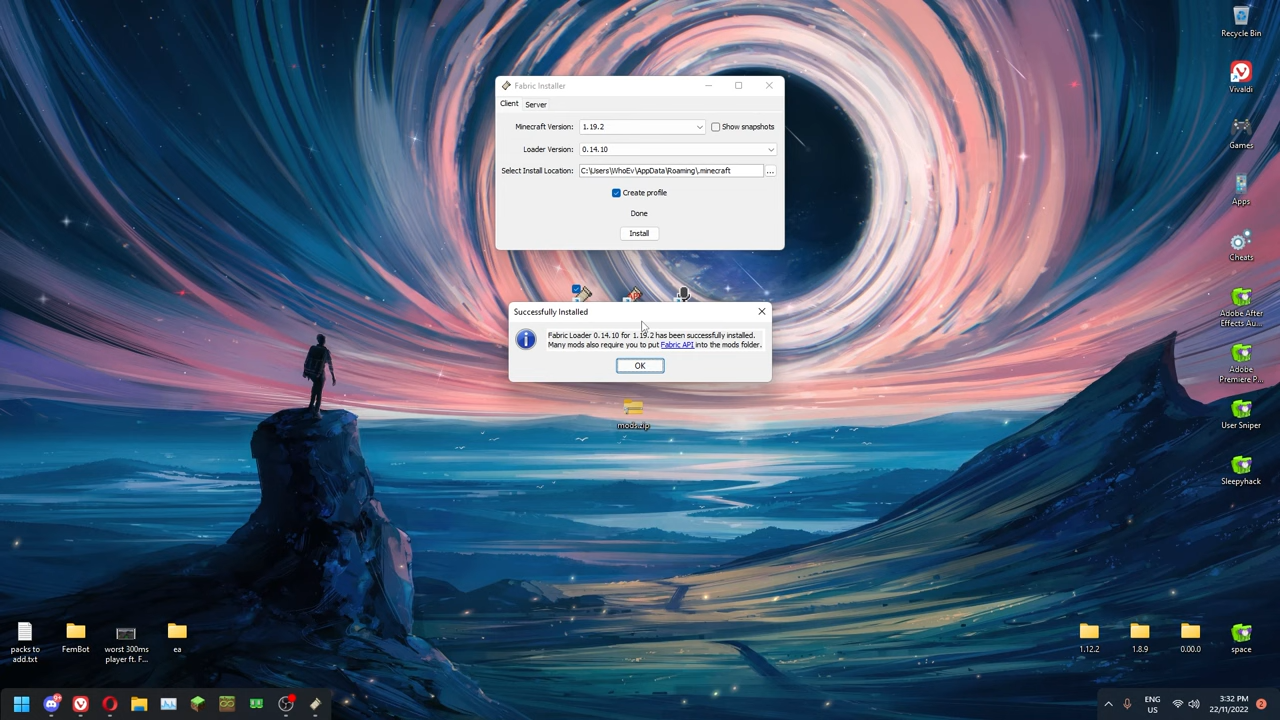 Recycle Bin
Fabric Installer
Vivaldi
Client
Server
Minecraft Version:
1.19.2
Show snapshots
Games
Loader Version:
0.14.10
Select Install Location:
C:\Users\WhoEv\AppData\Roaming\.minecraft
...
Create profile
Apps
Done
Install
Cheats
Successfully Installed
Adobe After
Effects Au...
Fabric Loader 0.14.10 for 1.19.2 has been successfully installed.
Many mods also require you to put Fabric API into the mods folder.
OK
Adobe
Premiere P...
mods.zip
User Sniper
Sleepyhack
packs to
add.txt
FemBot
worst 300ms
player ft. F...
ea
1.12.2
1.8.9
0.00.0
space
9+
ENG
US
3:32 PM
22/11/2022
2